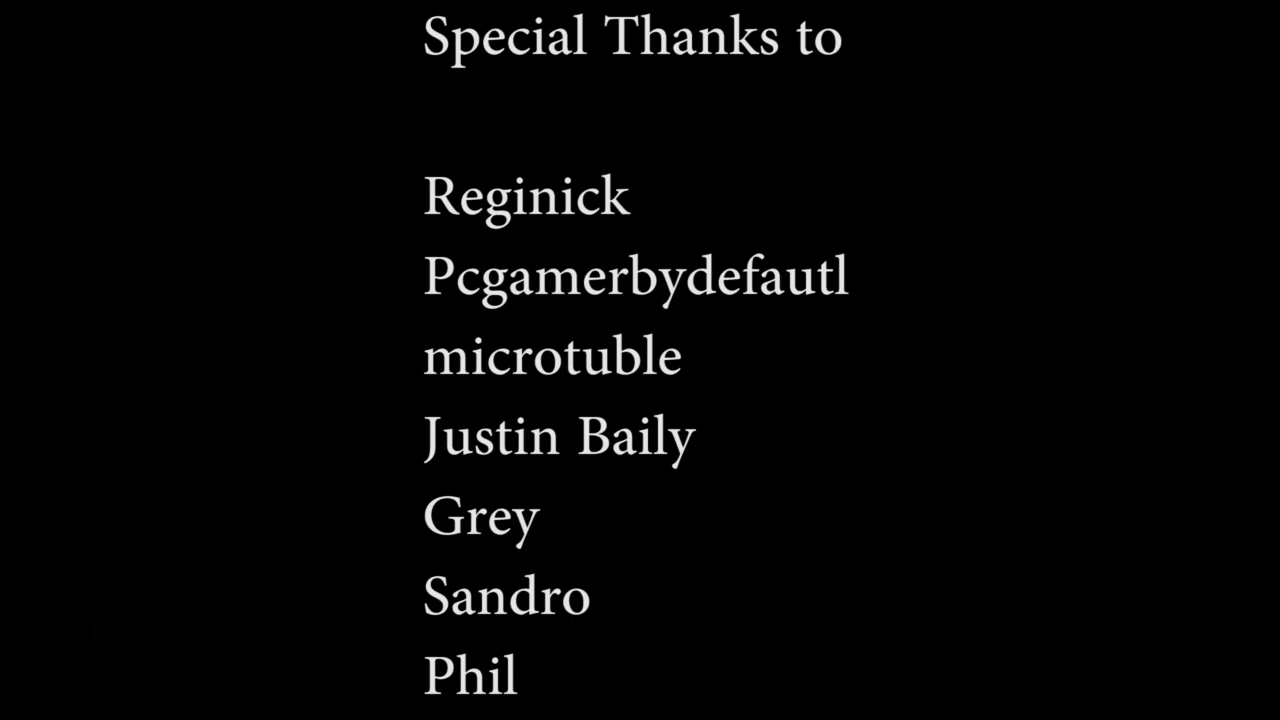 Special Thanks to
Reginick
Pcgamerbydefautl
microtuble
Justin Baily
Grey
Sandro
Phil